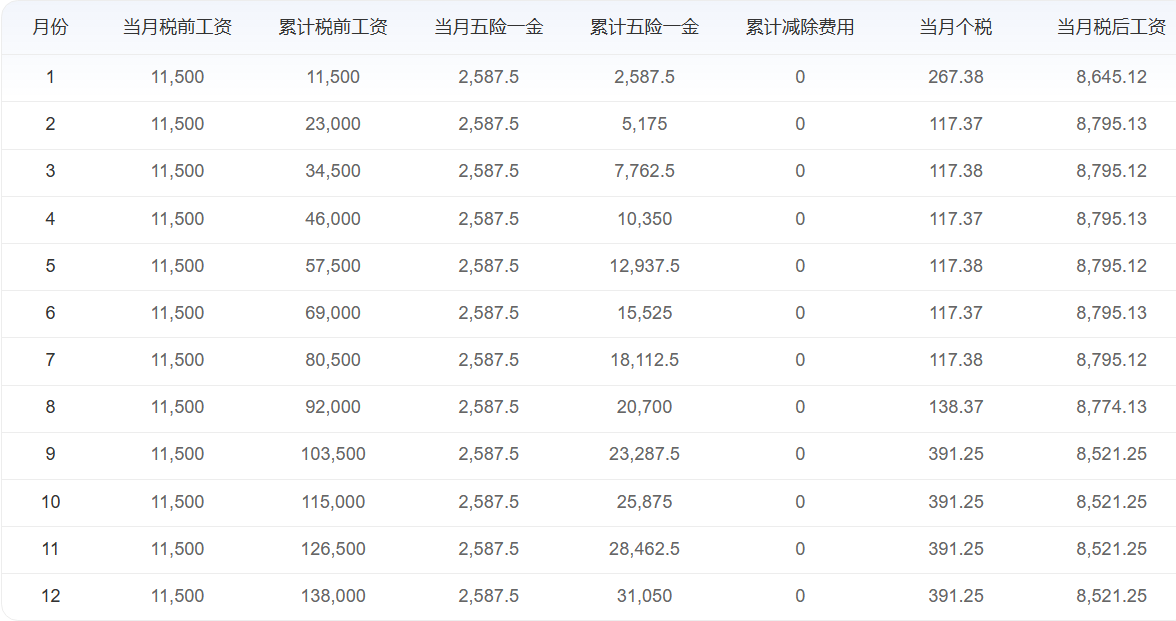 月份 当月税前工资 累计税前工资 当月五险一金 累计五险一金 累计减除费用 当月个税 当月税后工资
1 11,500 11,500 2,587.5 2,587.5 0 267.38 8,645.12
2 11,500 23,000 2,587.5 5,175 0 117.37 8,795.13
3 11,500 34,500 2,587.5 7,762.5 0 117.38 8,795.12
4 11,500 46,000 2,587.5 10,350 0 117.37 8,795.13
5 11,500 57,500 2,587.5 12,937.5 0 117.38 8,795.12
6 11,500 69,000 2,587.5 15,525 0 117.37 8,795.13
7 11,500 80,500 2,587.5 18,112.5 0 117.38 8,795.12
8 11,500 92,000 2,587.5 20,700 0 138.37 8,774.13
9 11,500 103,500 2,587.5 23,287.5 0 391.25 8,521.25
10 11,500 115,000 2,587.5 25,875 0 391.25 8,521.25
11 11,500 126,500 2,587.5 28,462.5 0 391.25 8,521.25
12 11,500 138,000 2,587.5 31,050 0 391.25 8,521.25